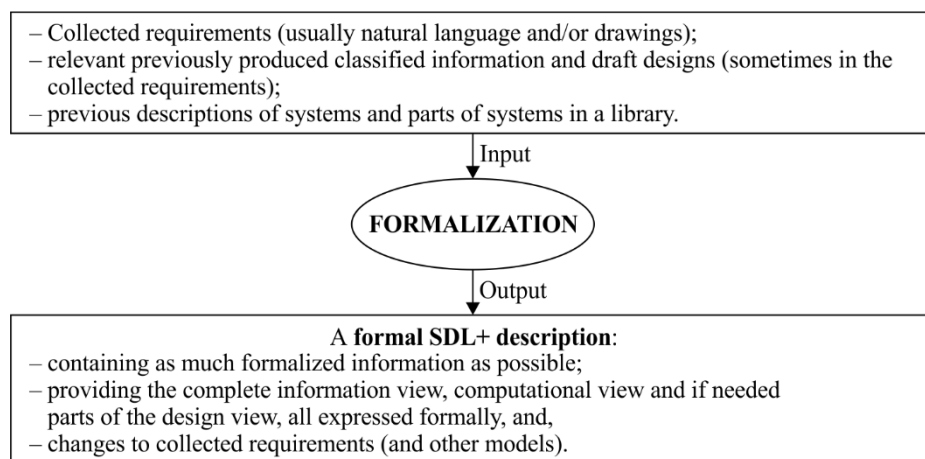 – Collected requirements (usually natural language and/or drawings);
– relevant previously produced classified information and draft designs (sometimes in the
collected requirements);
– previous descriptions of systems and parts of systems in a library.
Input
FORMALIZATION
Output
A formal SDL+ description:
– containing as much formalized information as possible;
– providing the complete information view, computational view and if needed
parts of the design view, all expressed formally, and,
– changes to collected requirements (and other models).